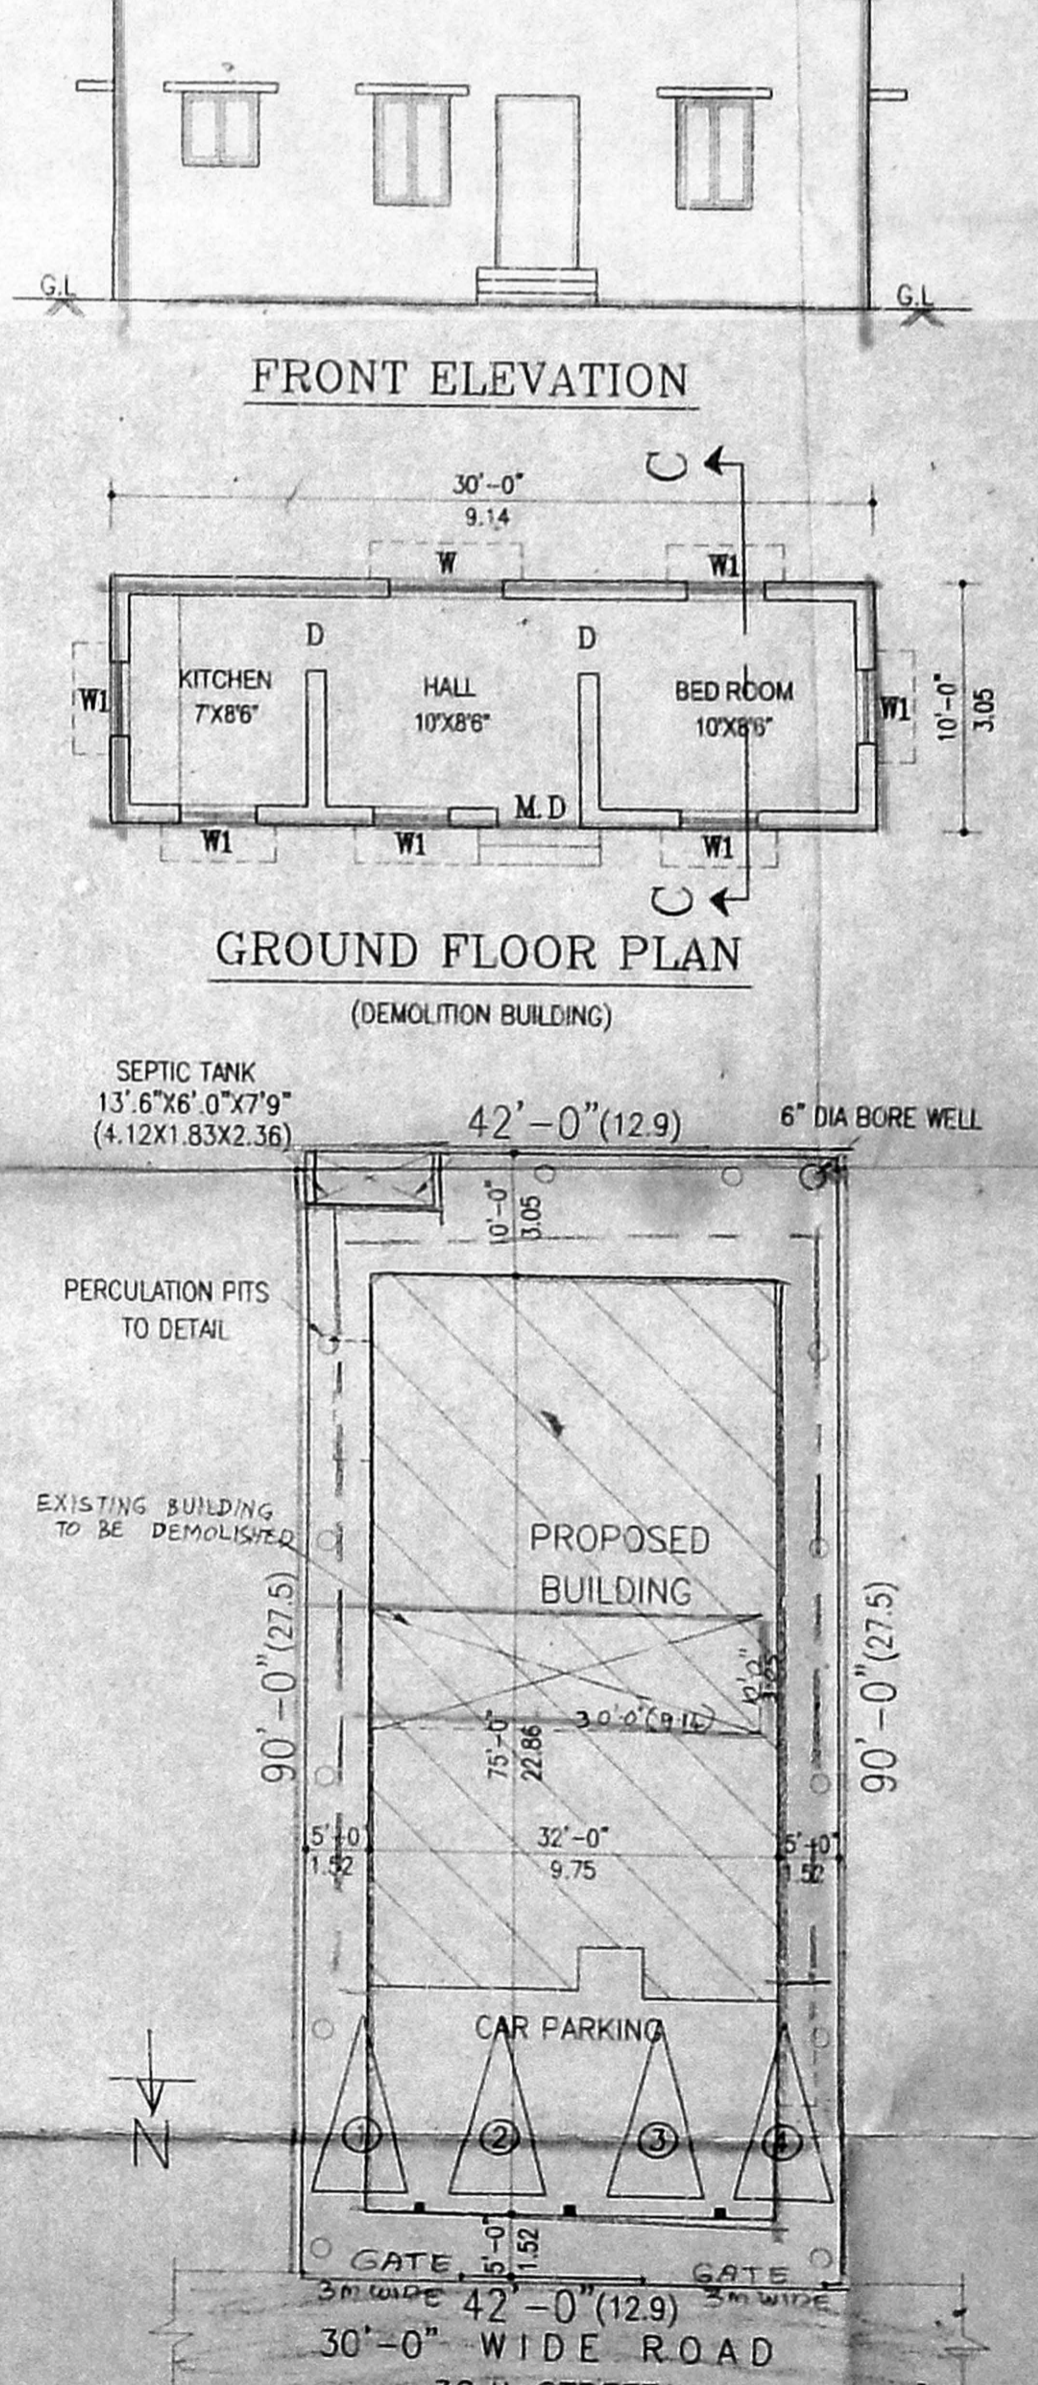 G.L
G.L
FRONT ELEVATION
C
30'-0"
9.14
W
W1
D
D
KITCHEN
7'X8'6"
HALL
10'X8'6"
BED ROOM
10'X8'6"
W1
W1
10'-0"
3.05
M.D
W1
W1
W1
C
GROUND FLOOR PLAN
(DEMOLITION BUILDING)
SEPTIC TANK
13'.6"X6'.0"X7'9"
(4.12X1.83X2.36)
42'-0"(12.9)
6" DIA BORE WELL
10'-0"
3.05
PERCULATION PITS
TO DETAIL
EXISTING BUILDING
TO BE DEMOLISHED
PROPOSED
BUILDING
90'-0"(27.5)
90'-0"(27.5)
10'0"
3.05
30'0"(9.14)
75'-0"
22.86
5'-0"
1.52
32'-0"
9.75
5'-0"
1.52
CAR PARKING
N
1
2
3
4
5'-0"
1.52
GATE
3m WIDE
GATE
3m WIDE
42'-0"(12.9)
30'-0" WIDE ROAD